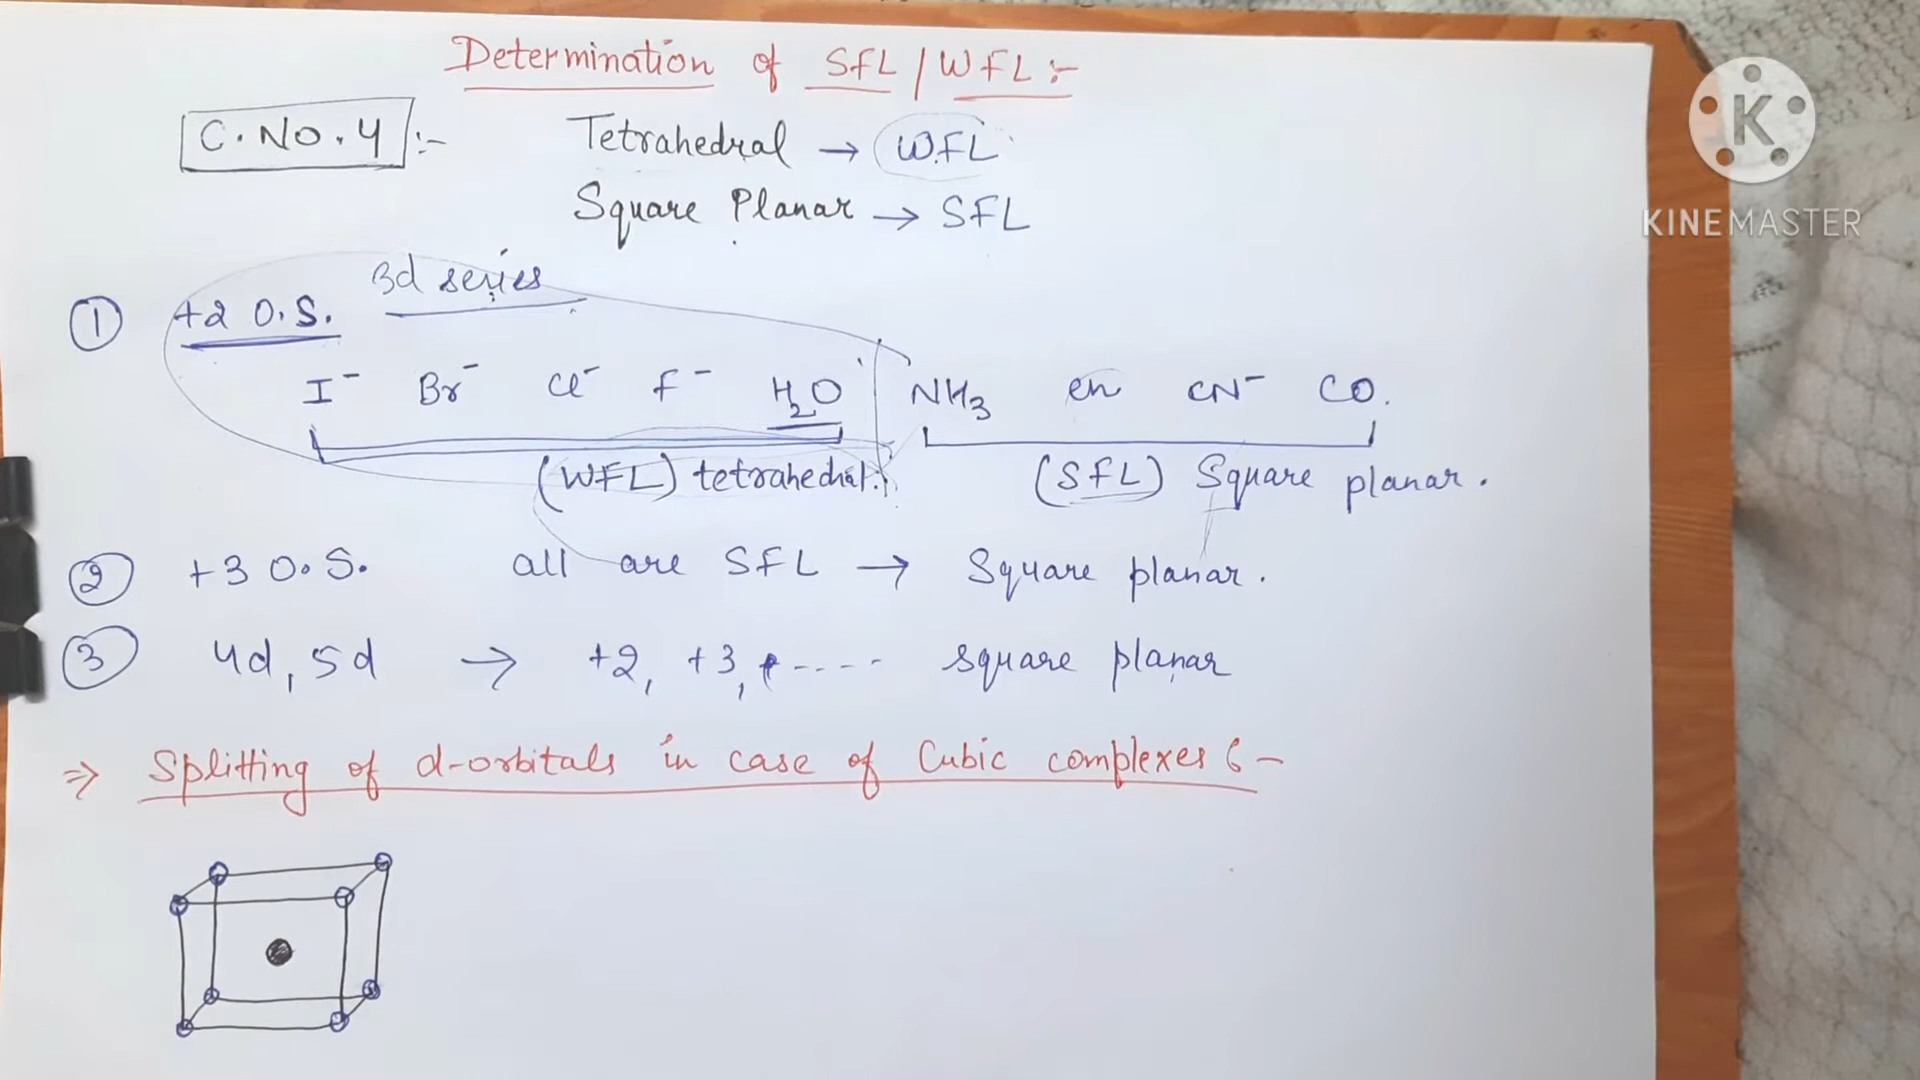 Determination of SFL / WFL :-
C.No.4 :- Tetrahedral → W.FL
Square Planar → SFL
3d series
① +2 O.S.
I⁻ Br⁻ Cl⁻ F⁻ H₂O NH₃ en CN⁻ CO.
(WFL) tetrahedral. (SFL) Square planar.
② +3 O.S. all are SFL → Square planar.
③ 4d, 5d → +2, +3, ---- square planar
⇒ Splitting of d-orbitals in case of Cubic complexes :-
K
KINEMASTER